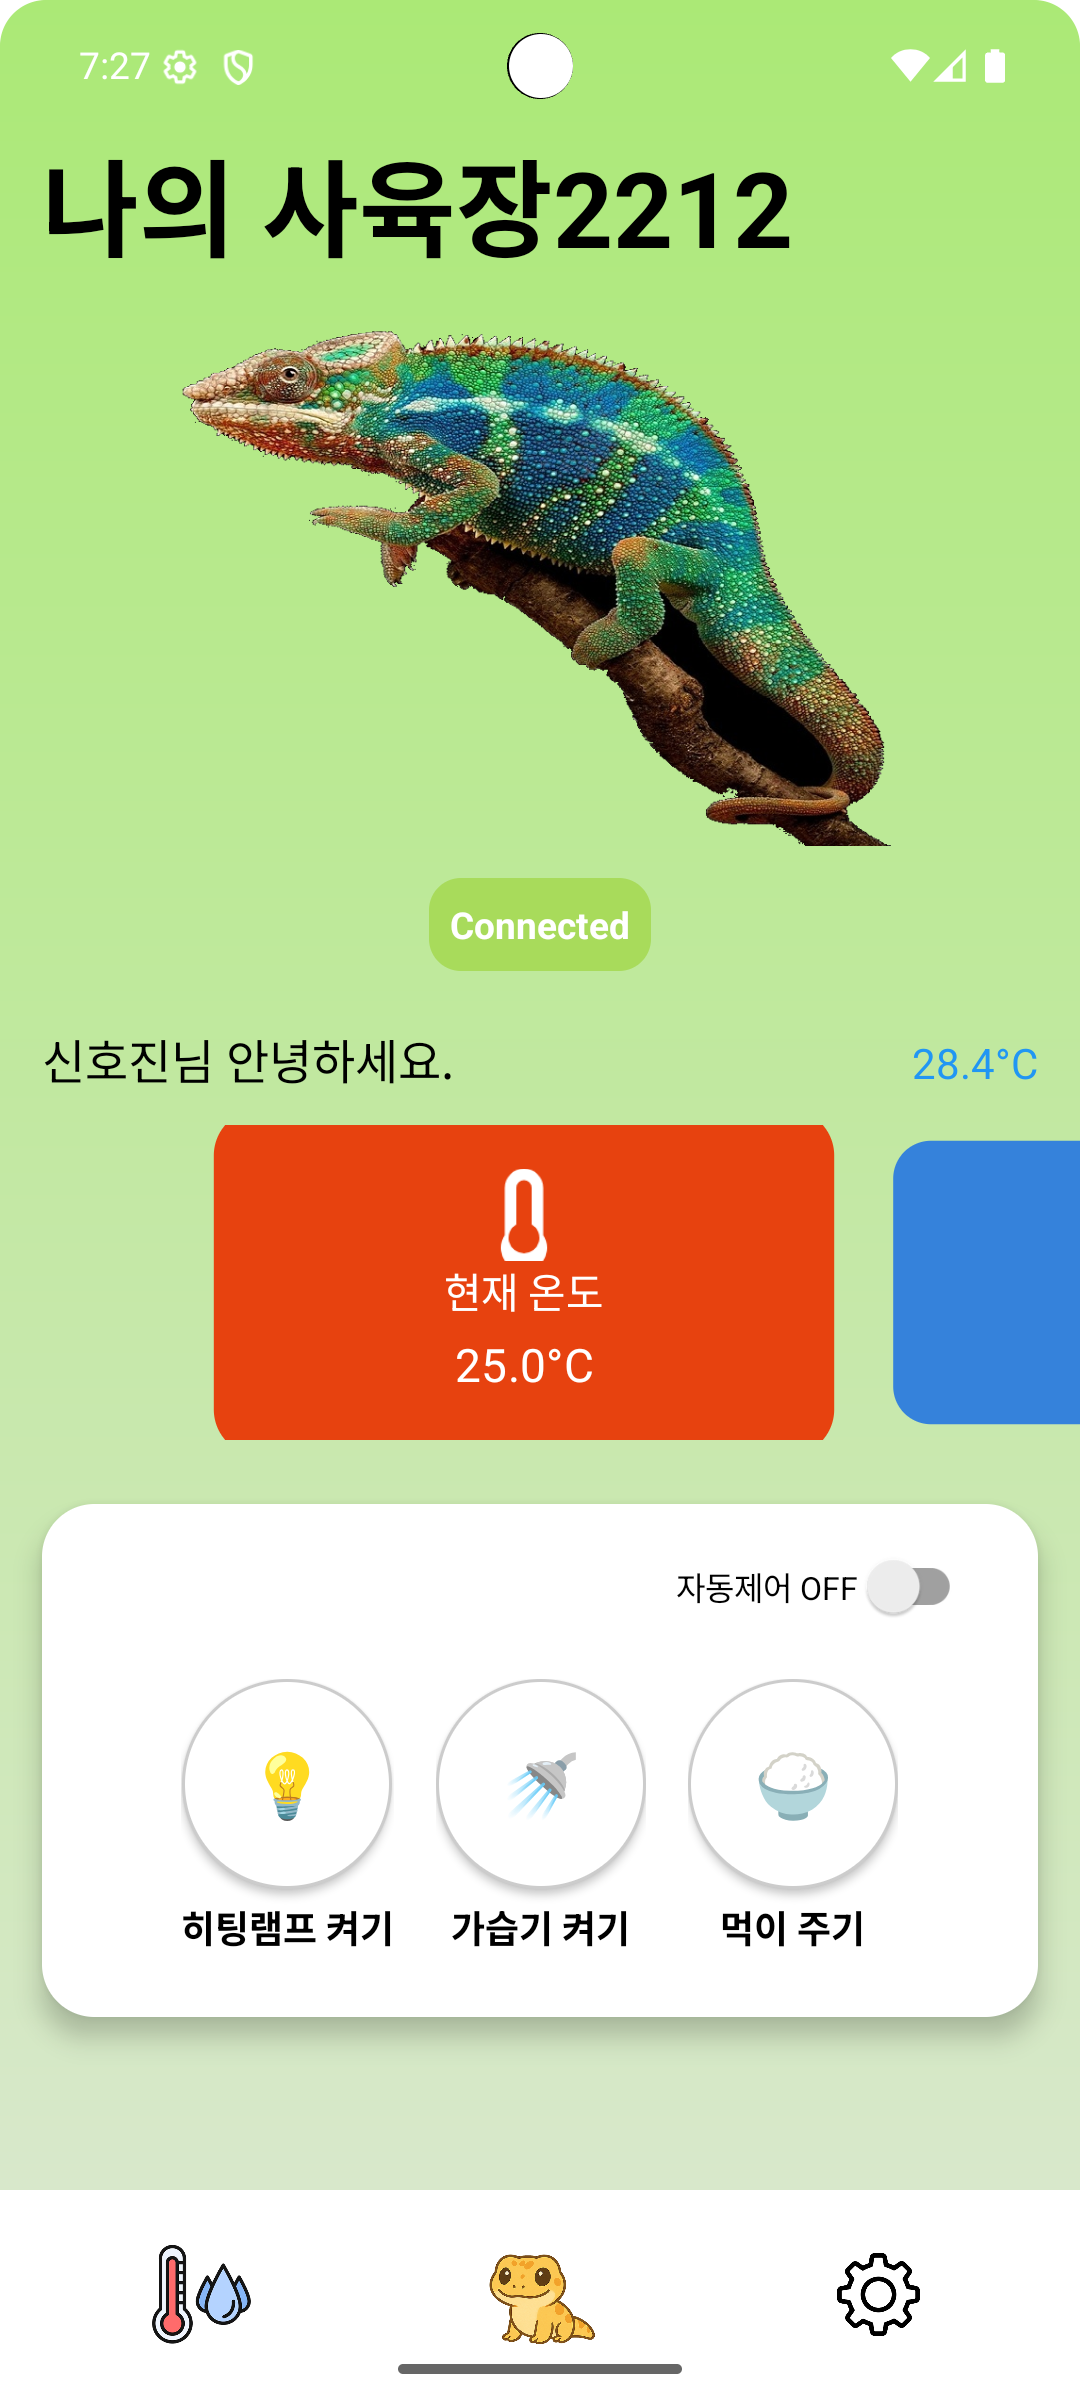 7:27
나의 사육장2212
Connected
신호진님 안녕하세요.
28.4°C
현재 온도
25.0°C
자동제어 OFF
히팅램프 켜기
가습기 켜기
먹이 주기